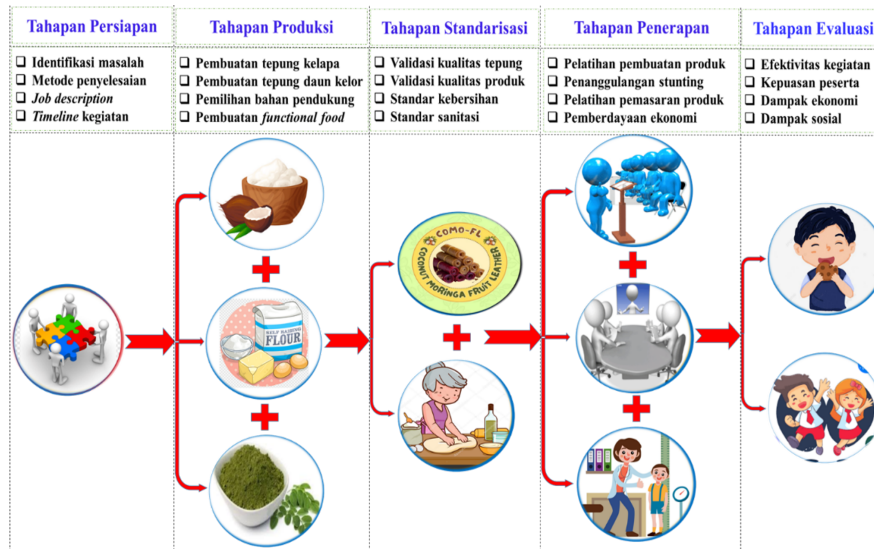 Tahapan Persiapan
❑ Identifikasi masalah
❑ Metode penyelesaian
❑ Job description
❑ Timeline kegiatan
Tahapan Produksi
❑ Pembuatan tepung kelapa
❑ Pembuatan tepung daun kelor
❑ Pemilihan bahan pendukung
❑ Pembuatan functional food
Tahapan Standarisasi
❑ Validasi kualitas tepung
❑ Validasi kualitas produk
❑ Standar kebersihan
❑ Standar sanitasi
Tahapan Penerapan
❑ Pelatihan pembuatan produk
❑ Penanggulangan stunting
❑ Pelatihan pemasaran produk
❑ Pemberdayaan ekonomi
Tahapan Evaluasi
❑ Efektivitas kegiatan
❑ Kepuasan peserta
❑ Dampak ekonomi
❑ Dampak sosial
SELF RAISING
FLOUR
COMO-FL
COCONUT MORINGA FRUIT LEATHER